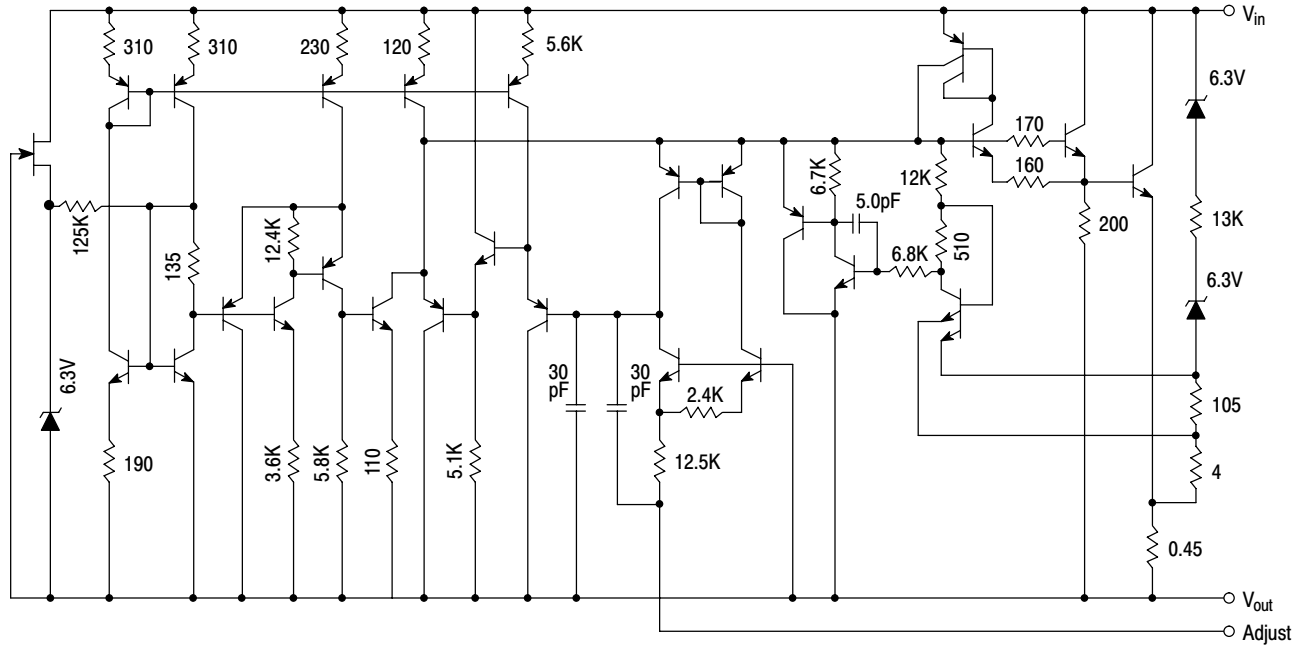 V_in
310
310
230
120
5.6K
6.3V
170
160
6.7K
12K
5.0pF
125K
135
12.4K
200
13K
6.8K
510
6.3V
6.3V
30
pF
30
pF
2.4K
105
190
3.6K
5.8K
110
5.1K
12.5K
4
0.45
V_out
Adjust